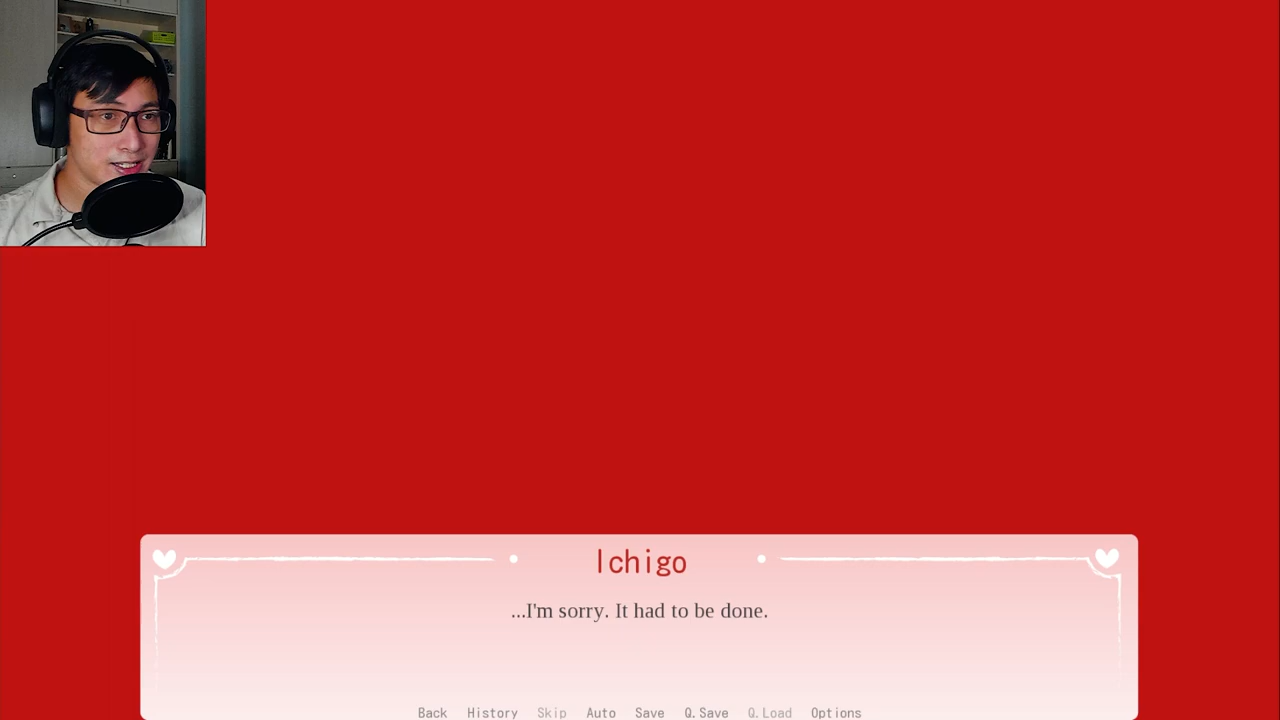 Ichigo
...I'm sorry. It had to be done.
Back History Skip Auto Save Q.Save Q.Load Options